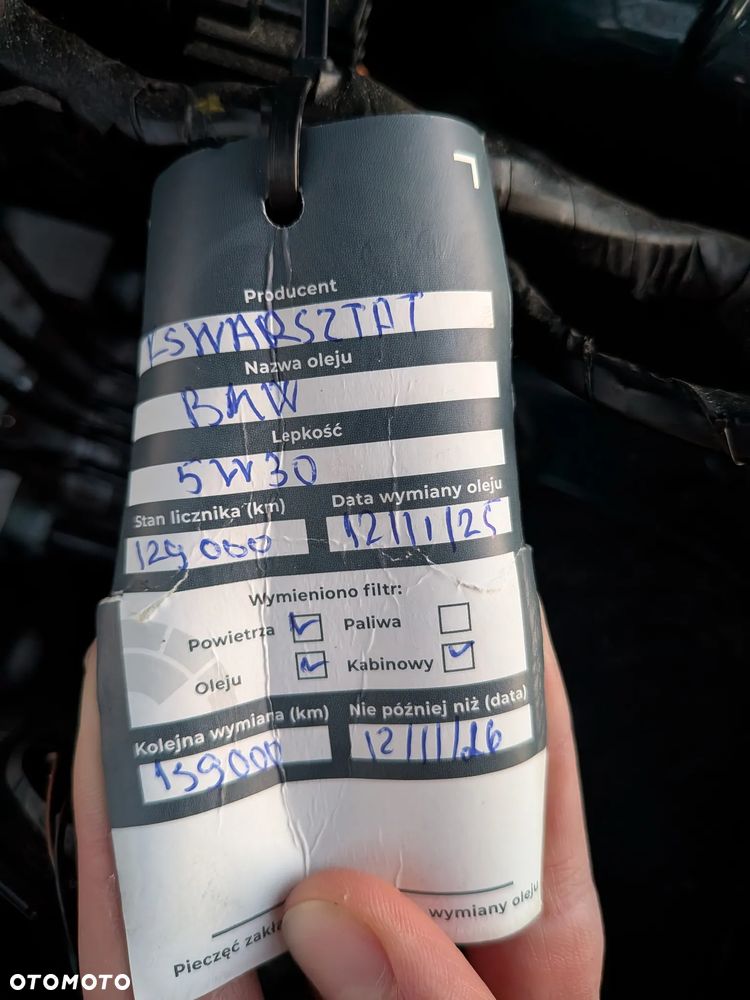 Producent
LSWARSZTAT
Nazwa oleju
BMW
Lepkość
5W30
Stan licznika (km) Data wymiany oleju
129 000 12/11/25
Wymieniono filtr:
Powietrza Paliwa
Oleju Kabinowy
Kolejna wymiana (km) Nie później niż (data)
139000 12/11/26
Pieczęć wymiany oleju
OTOMOTO